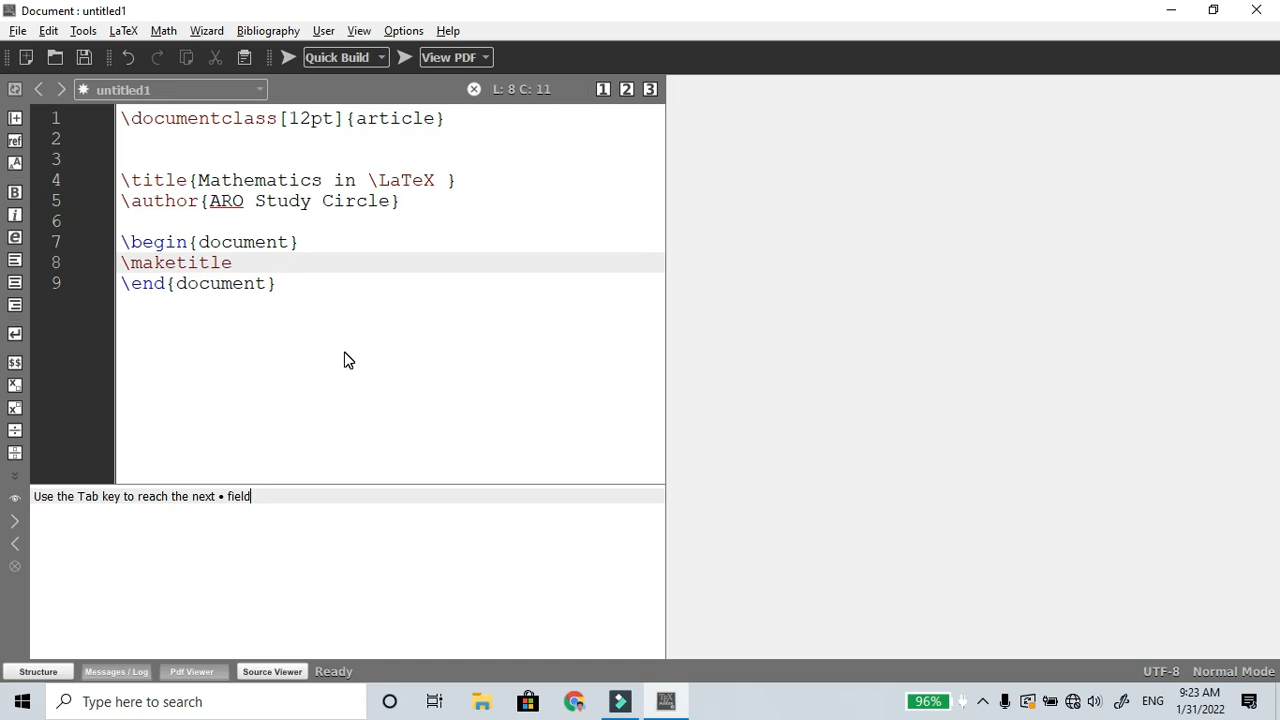 Document : untitled1
File Edit Tools LaTeX Math Wizard Bibliography User View Options Help
Quick Build View PDF
untitled1 L: 8 C: 11 1 2 3
1 \documentclass[12pt]{article}
2
3
4 \title{Mathematics in \LaTeX }
5 \author{ARO Study Circle}
6
7 \begin{document}
8 \maketitle
9 \end{document}
ref
A
B
i
e
$$
Use the Tab key to reach the next • field
Structure Messages / Log Pdf Viewer Source Viewer Ready UTF-8 Normal Mode
Type here to search 96% ENG 9:23 AM
1/31/2022